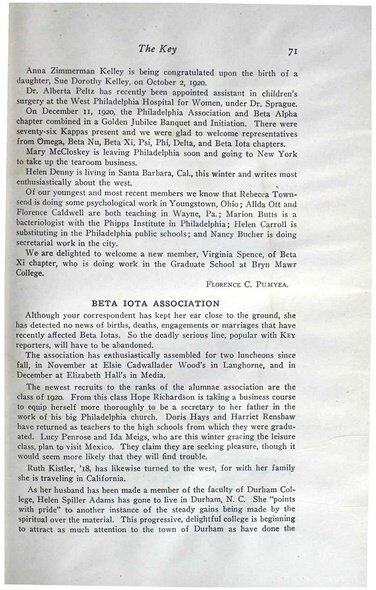 The Key 71
Anna Zimmerman Kelley is being congratulated upon the birth of a
daughter, Sue Dorothy Kelley, on October 2, 1920.
Dr. Alberta Peltz has recently been appointed assistant in children's
surgery at the West Philadelphia Hospital for Women, under Dr. Sprague.
On December 11, 1920, the Philadelphia Association and Beta Alpha
chapter combined in a Golden Jubilee Banquet and Initiation. There were
seventy-six Kappas present and we were glad to welcome representatives
from Omega, Beta Nu, Beta Xi, Psi, Phi, Delta, and Beta Iota chapters.
Mary McCloskey is leaving Philadelphia soon and going to New York
to take up the tearoom business.
Helen Denny is living in Santa Barbara, Cal., this winter and writes most
enthusiastically about the west.
Of our youngest and most recent members we know that Rebecca Town-
send is doing some psychological work in Youngstown, Ohio; Allda Ott and
Florence Caldwell are both teaching in Wayne, Pa.; Marion Butts is a
bacteriologist with the Phipps Institute in Philadelphia; Helen Carroll is
substituting in the Philadelphia public schools; and Nancy Bucher is doing
secretarial work in the city.
We are delighted to welcome a new member, Virginia Spence, of Beta
Xi chapter, who is doing work in the Graduate School at Bryn Mawr
College.
Florence C. Pumyea.
BETA IOTA ASSOCIATION
Although your correspondent has kept her ear close to the ground, she
has detected no news of births, deaths, engagements or marriages that have
recently affected Beta Iotas. So the deadly serious line, popular with Key
reporters, will have to be abandoned.
The association has enthusiastically assembled for two luncheons since
fall, in November at Elsie Cadwallader Wood's in Langhorne, and in
December at Elizabeth Hall's in Media.
The newest recruits to the ranks of the alumnae association are the
class of 1920. From this class Hope Richardson is taking a business course
to equip herself more thoroughly to be a secretary to her father in the
work of his big Philadelphia church. Doris Hays and Harriet Renshaw
have returned as teachers to the high schools from which they were gradu-
ated. Lucy Penrose and Ida Meigs, who are this winter gracing the leisure
class, plan to visit Mexico. They claim they are seeking pleasure, though it
would seem more likely that they will find trouble.
Ruth Kistler, '18, has likewise turned to the west, for with her family
she is traveling in California.
As her husband has been made a member of the faculty of Durham Col-
lege, Helen Spiller Adams has gone to live in Durham, N. C. She "points
with pride" to another instance of the steady gains being made by the
spiritual over the material. This progressive, delightful college is beginning
to attract as much attention to the town of Durham as have done the